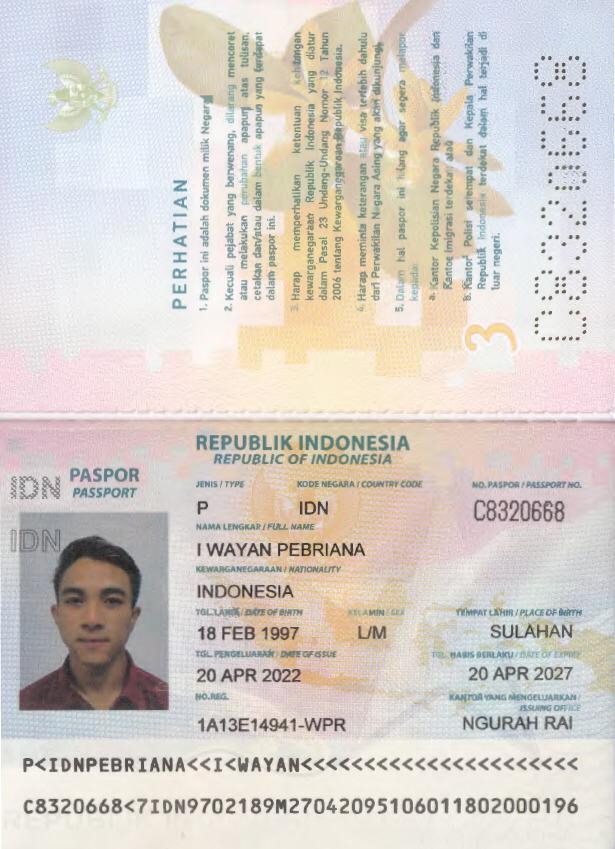 PERHATIAN
1. Paspor ini adalah dokumen milik Negara
2. Kecuali pejabat yang berwenang, dilarang mencoret
atau melakukan perubahan apapun atas tulisan,
cetakan dan/atau dalam bentuk apapun yang terdapat
dalam paspor ini.
3. Harap memperhatikan ketentuan kehilangan
kewarganegaraan Republik Indonesia yang diatur
dalam Pasal 23 Undang-Undang Nomor 12 Tahun
2006 tentang Kewarganegaraan Republik Indonesia.
4. Harap meminta keterangan atau visa terlebih dahulu
dari Perwakilan Negara Asing yang akan dikunjungi.
5. Dalam hal paspor ini hilang agar segera melapor
kepada:
a. Kantor Kepolisian Negara Republik Indonesia dan
Kantor Imigrasi terdekat atau
b. Kantor Polisi setempat dan Kepala Perwakilan
Republik Indonesia terdekat dalam hal terjadi di
luar negeri.
3
C8320668
REPUBLIK INDONESIA
REPUBLIC OF INDONESIA
IDN PASPOR
PASSPORT
JENIS / TYPE KODE NEGARA / COUNTRY CODE NO. PASPOR / PASSPORT NO.
P IDN C8320668
IDN
NAMA LENGKAP / FULL NAME
I WAYAN PEBRIANA
KEWARGANEGARAAN / NATIONALITY
INDONESIA
TGL. LAHIR / DATE OF BIRTH KELAMIN / SEX TEMPAT LAHIR / PLACE OF BIRTH
18 FEB 1997 L/M SULAHAN
TGL. PENGELUARAN / DATE OF ISSUE TGL. HABIS BERLAKU / DATE OF EXPIRY
20 APR 2022 20 APR 2027
NO. REG. KANTOR YANG MENGELUARKAN /
ISSUING OFFICE
1A13E14941-WPR NGURAH RAI
P<IDNPEBRIANA<<I<WAYAN<<<<<<<<<<<<<<<<<<<<<<
C8320668<7IDN9702189M27042095106011802000196